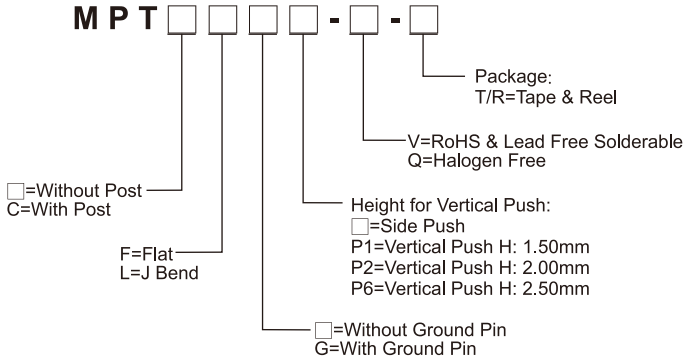 MPT□□□□-□-□
Package:
T/R=Tape & Reel
V=RoHS & Lead Free Solderable
Q=Halogen Free
□=Without Post
C=With Post
Height for Vertical Push:
□=Side Push
P1=Vertical Push H: 1.50mm
P2=Vertical Push H: 2.00mm
P6=Vertical Push H: 2.50mm
F=Flat
L=J Bend
□=Without Ground Pin
G=With Ground Pin